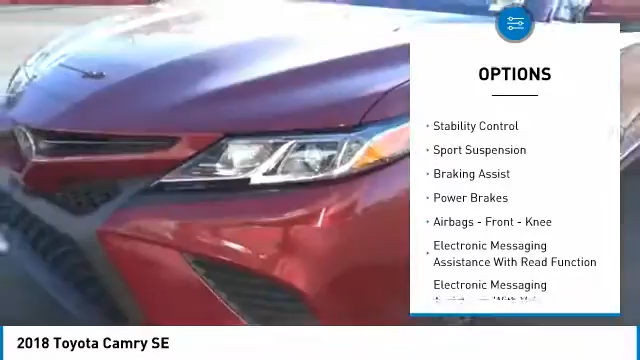 OPTIONS
Stability Control
Sport Suspension
Braking Assist
Power Brakes
Airbags - Front - Knee
Electronic Messaging
Assistance With Read Function
Electronic Messaging
2018 Toyota Camry SE